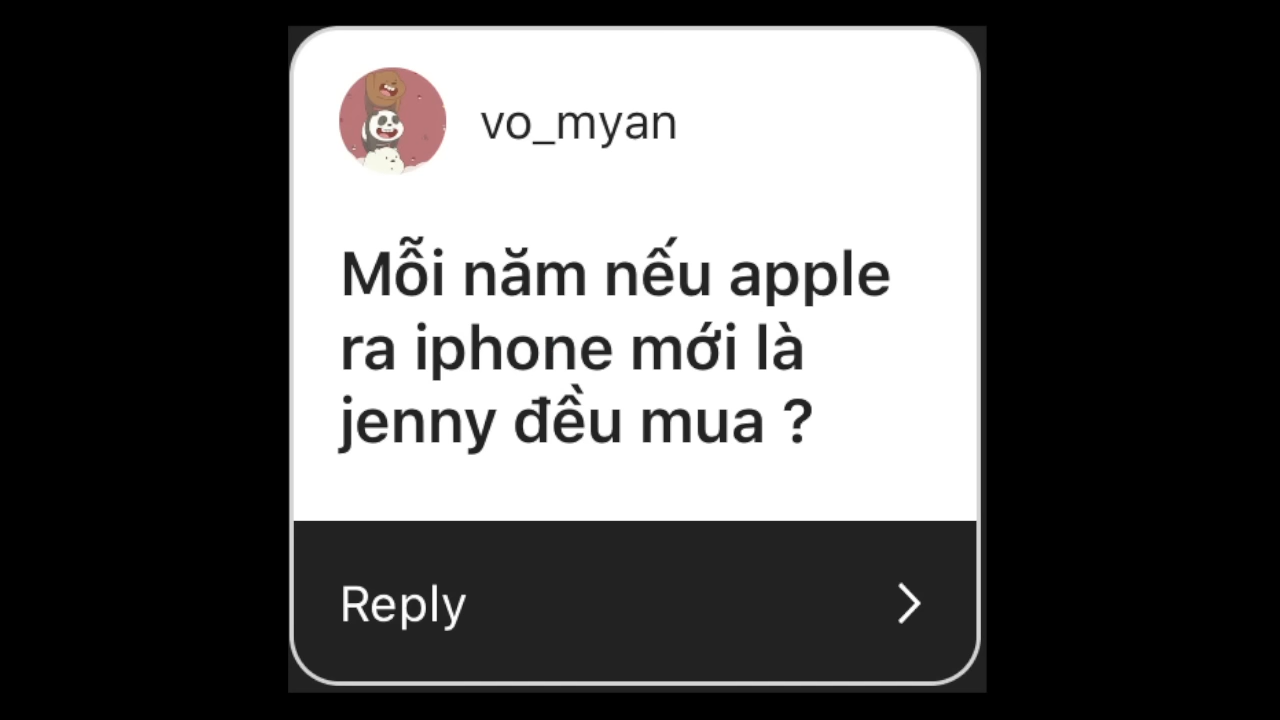 vo_myan
Mỗi năm nếu apple
ra iphone mới là
jenny đều mua ?
Reply